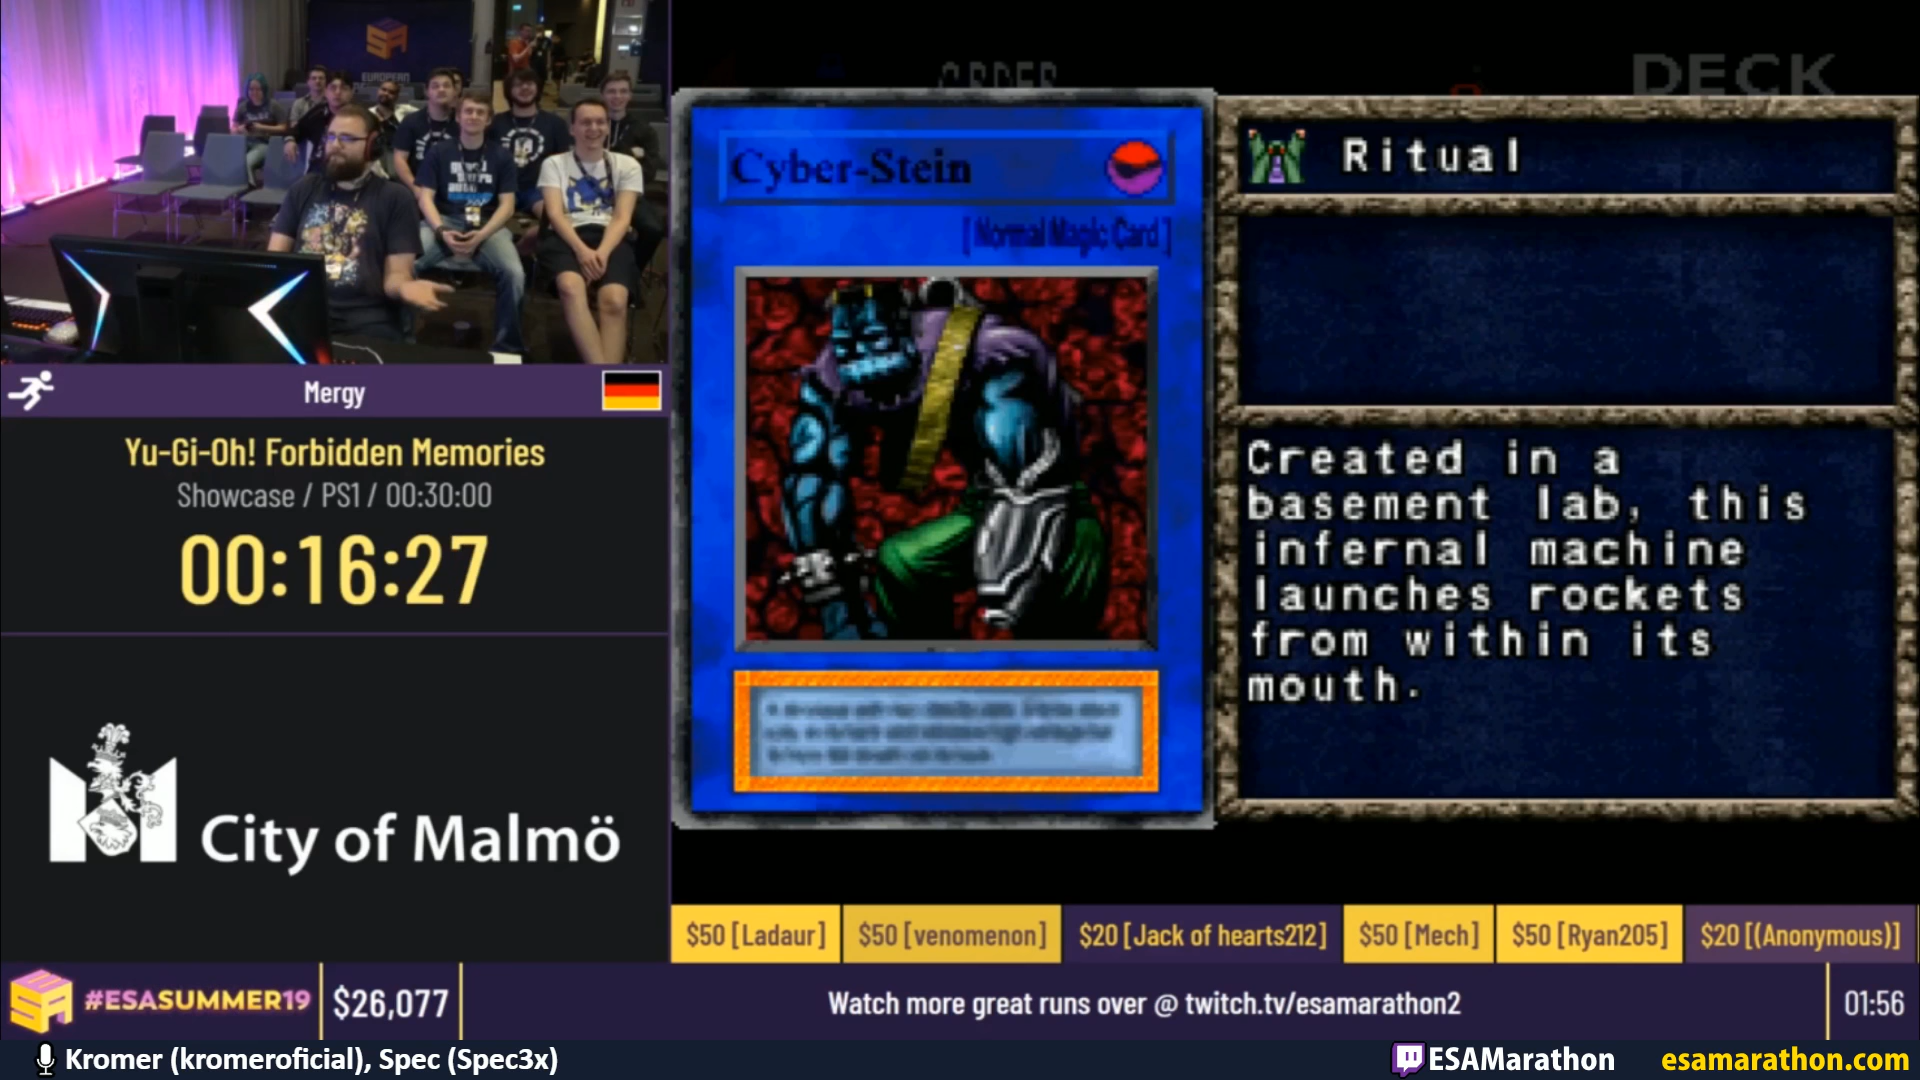 EUROPEAN
ORDER
DECK
Cyber-Stein
[Normal Magic Card]
Ritual
Created in a
basement lab, this
infernal machine
launches rockets
from within its
mouth.
Mergy
Yu-Gi-Oh! Forbidden Memories
Showcase / PS1 / 00:30:00
00:16:27
City of Malmö
$50 [Ladaur]
$50 [venomenon]
$20 [Jack of hearts212]
$50 [Mech]
$50 [Ryan205]
$20 [(Anonymous)]
#ESASUMMER19
$26,077
Watch more great runs over @ twitch.tv/esamarathon2
01:56
Kromer (kromeroficial), Spec (Spec3x)
ESAMarathon
esamarathon.com